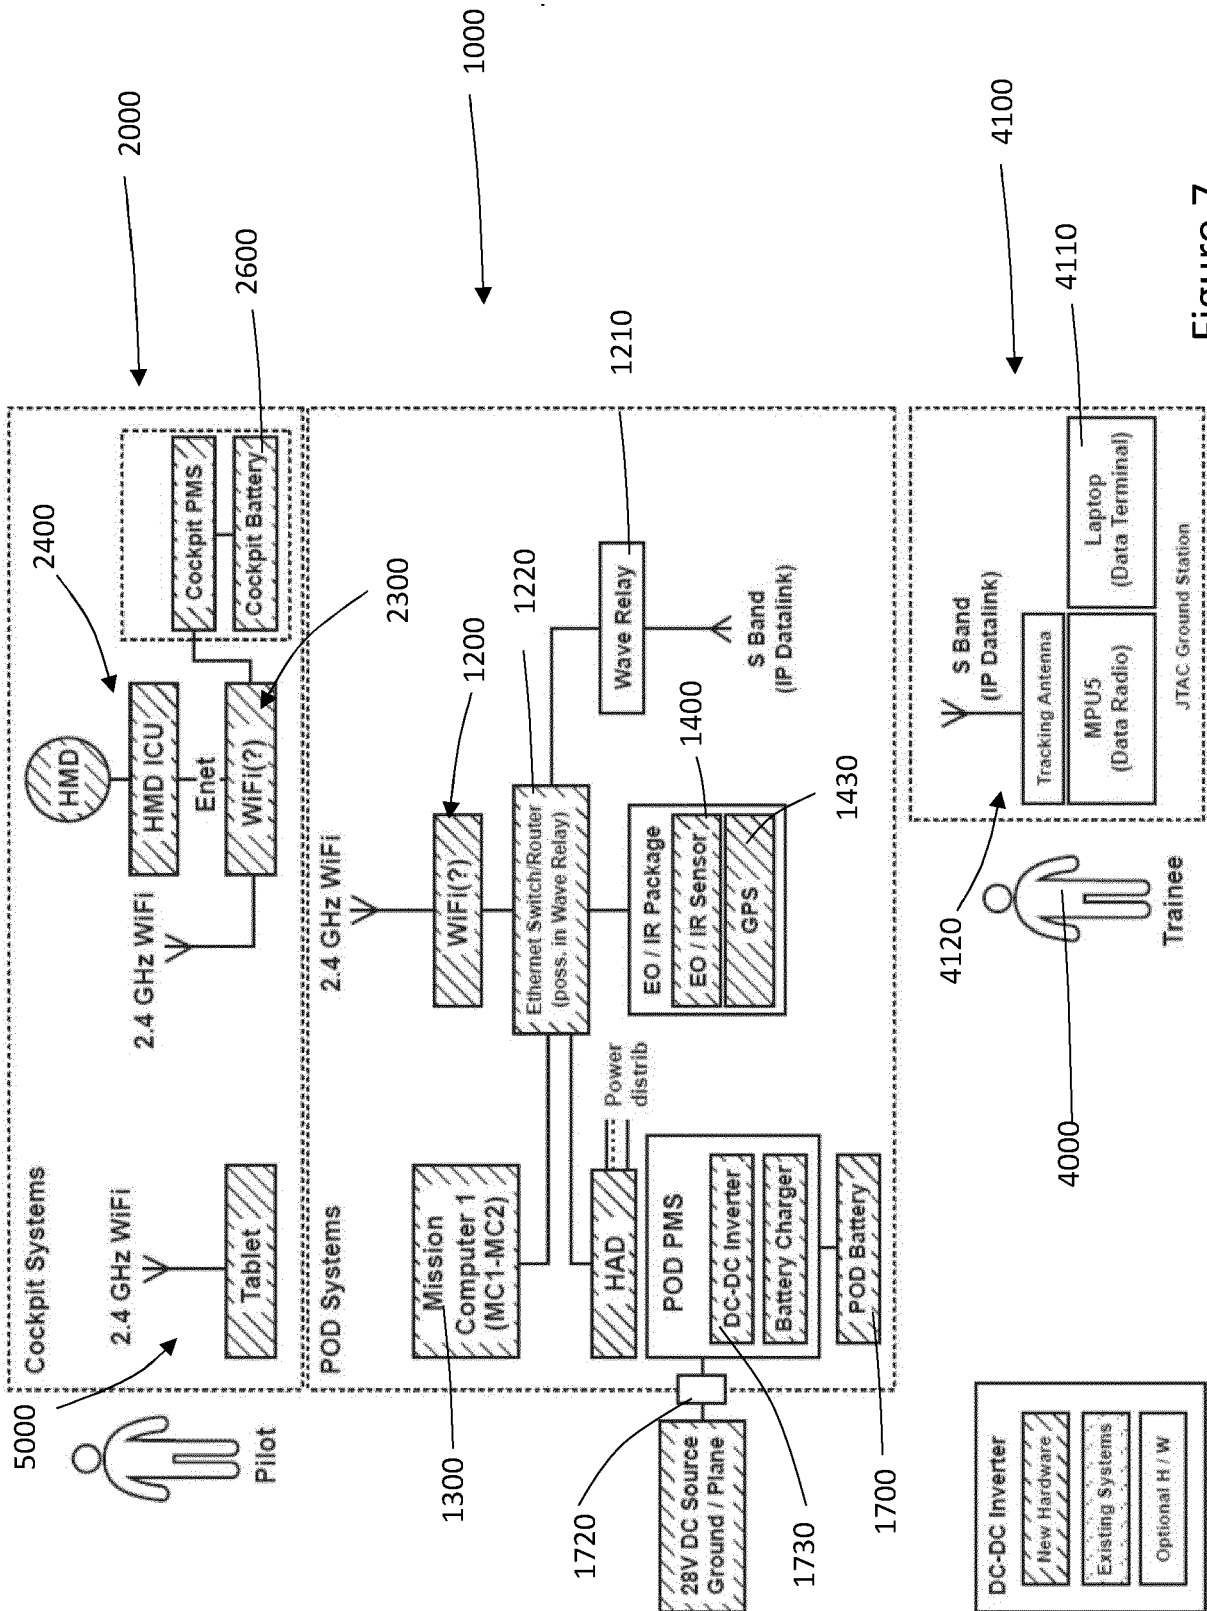 5000
Pilot
Cockpit Systems
2.4 GHz WiFi
Tablet
2.4 GHz WiFi
HMD
HMD ICU
Enet
WiFi(?)
2400
2300
Cockpit PMS
Cockpit Battery
2600
2000
POD Systems
1300
Mission
Computer 1
(MC1-MC2)
2.4 GHz WiFi
WiFi(?)
1200
Ethernet Switch/Router
(poss. in Wave Relay)
1220
1000
HAD
Power
distrib
EO / IR Package
EO / IR Sensor
GPS
1400
1430
Wave Relay
1210
S Band
(IP Datalink)
1720
28V DC Source
Ground / Plane
POD PMS
DC-DC Inverter
Battery Charger
POD Battery
1730
1700
4000
Trainee
4120
S Band
(IP Datalink)
Tracking Antenna
MPU5
(Data Radio)
Laptop
(Data Terminal)
JTAC Ground Station
4110
4100
DC-DC Inverter
New Hardware
Existing Systems
Optional H / W
Figure 7